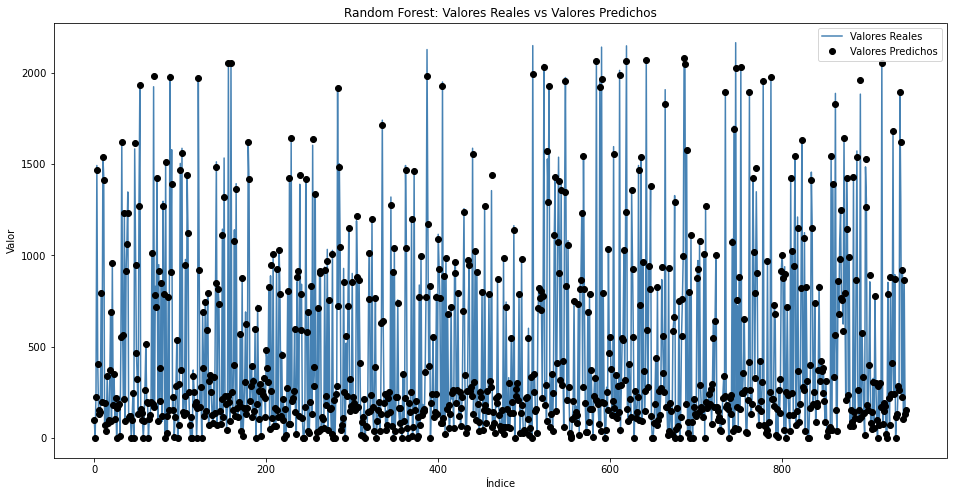 Random Forest: Valores Reales vs Valores Predichos
Valores Reales
Valores Predichos
2000
1500
1000
500
0
Valor
0 200 400 600 800
Índice